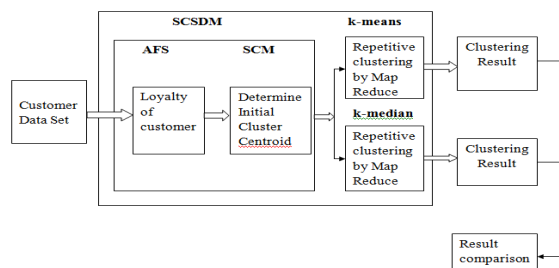 SCSDM
k-means
AFS
SCM
Customer
Data Set
Loyalty
of
customer
Determine
Initial
Cluster
Centroid
Repetitive
clustering
by Map
Reduce
Clustering
Result
k-median
Repetitive
clustering
by Map
Reduce
Clustering
Result
Result
comparison